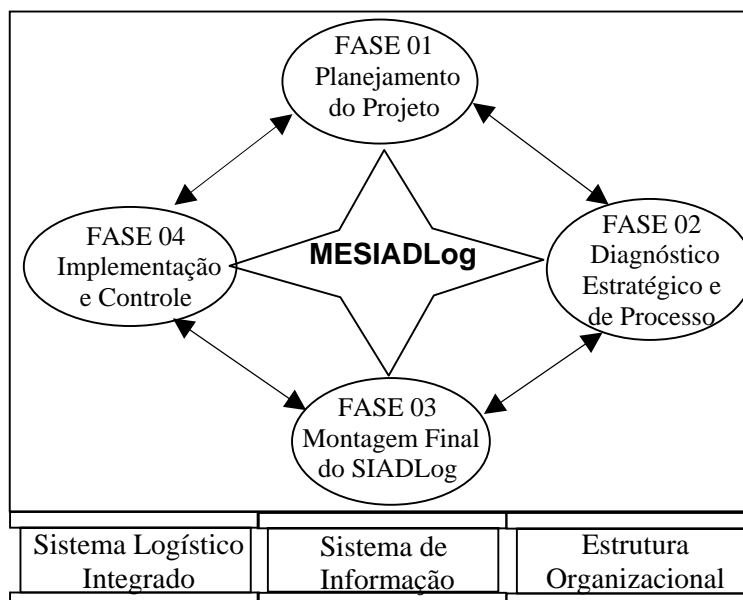 FASE 01
Planejamento
do Projeto
FASE 04
Implementação
e Controle
MESIADLog
FASE 02
Diagnóstico
Estratégico e
de Processo
FASE 03
Montagem Final
do SIADLog
Sistema Logístico
Integrado
Sistema de
Informação
Estrutura
Organizacional